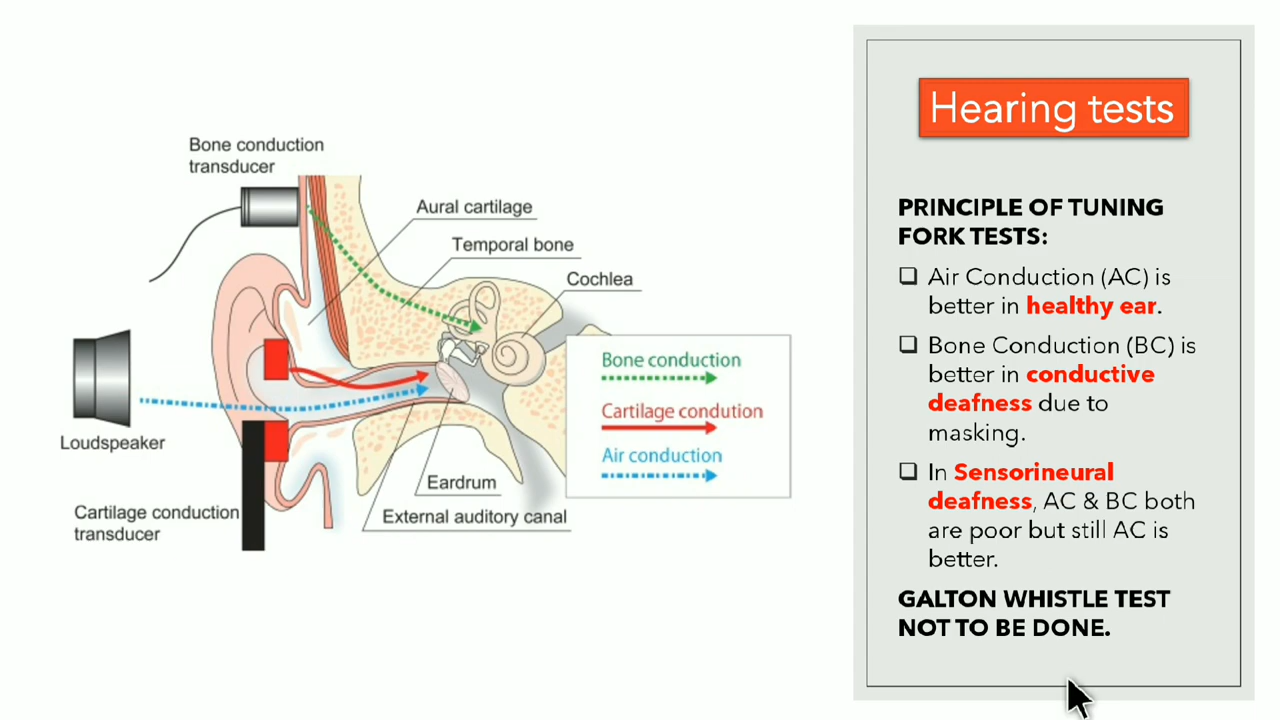 Bone conduction
transducer
Aural cartilage
Temporal bone
Cochlea
Bone conduction
Cartilage condution
Air conduction
Loudspeaker
Eardrum
Cartilage conduction
transducer
External auditory canal
Hearing tests
PRINCIPLE OF TUNING
FORK TESTS:
Air Conduction (AC) is
better in healthy ear.
Bone Conduction (BC) is
better in conductive
deafness due to
masking.
In Sensorineural
deafness, AC & BC both
are poor but still AC is
better.
GALTON WHISTLE TEST
NOT TO BE DONE.